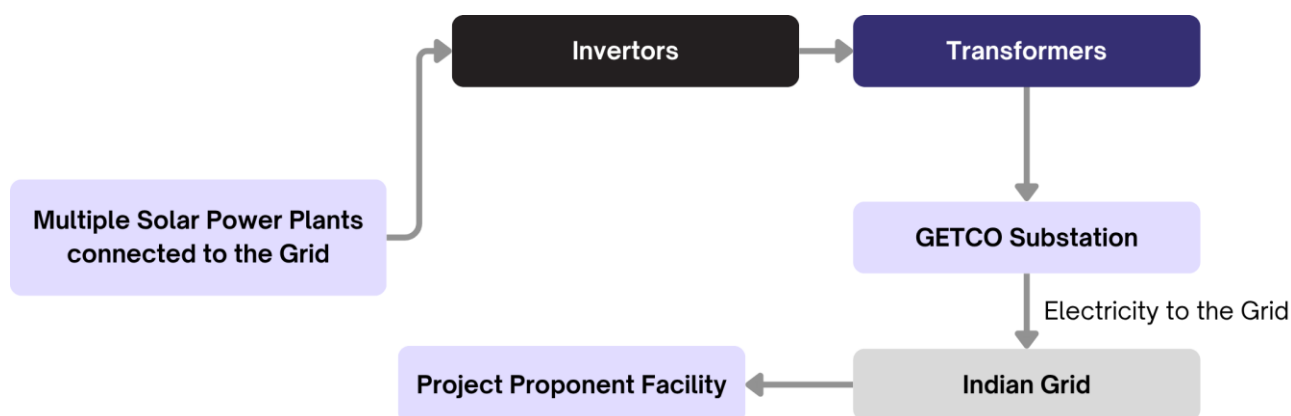 Invertors
Transformers
Multiple Solar Power Plants
connected to the Grid
GETCO Substation
Electricity to the Grid
Project Proponent Facility
Indian Grid